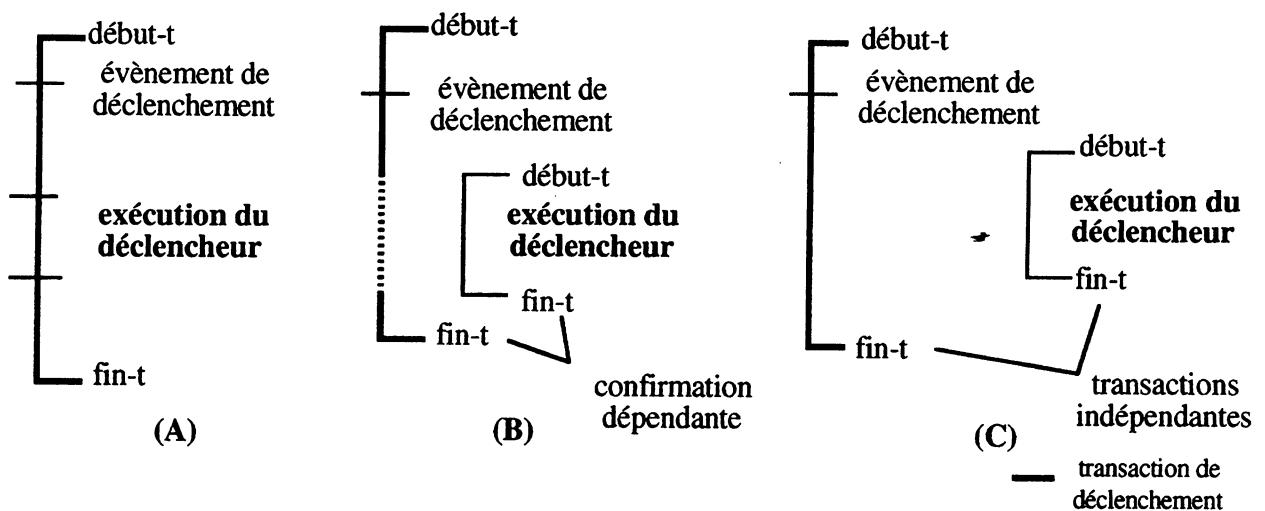 début-t
évènement de
déclenchement
exécution du
déclencheur
fin-t
(A)
début-t
évènement de
déclenchement
début-t
exécution du
déclencheur
fin-t
fin-t
confirmation
dépendante
(B)
début-t
évènement de
déclenchement
début-t
exécution du
déclencheur
fin-t
fin-t
transactions
indépendantes
(C)
transaction de
déclenchement